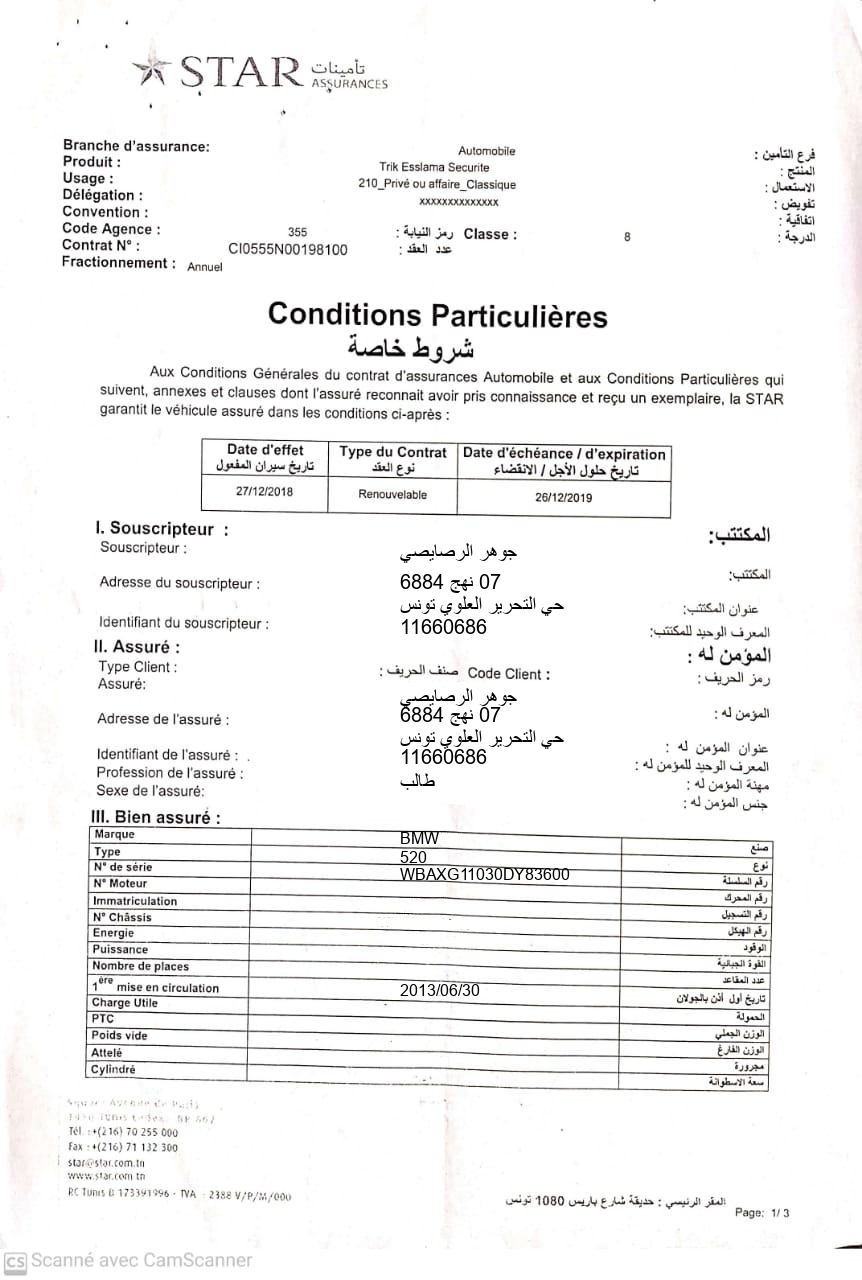 STAR تأمينات
ASSURANCES
Branche d'assurance: Automobile فرع التأمين :
Produit : Trik Esslama Securite المنتج :
Usage : 210_Privé ou affaire_Classique الاستعمال :
Délégation : xxxxxxxxxxxxxx تفويض :
Convention : اتفاقية :
Code Agence : 355 رمز النيابة : Classe : 8 الدرجة :
Contrat N° : CI0555N00198100 عدد العقد :
Fractionnement : Annuel
Conditions Particulières
شروط خاصة
Aux Conditions Générales du contrat d'assurances Automobile et aux Conditions Particulières qui
suivent, annexes et clauses dont l'assuré reconnait avoir pris connaissance et reçu un exemplaire, la STAR
garantit le véhicule assuré dans les conditions ci-après :
Date d'effet Type du Contrat Date d'échéance / d'expiration
تاريخ سيران المفعول نوع العقد تاريخ حلول الأجل / الانقضاء
27/12/2018 Renouvelable 26/12/2019
I. Souscripteur : المكتتب:
Souscripteur : جوهر الرصايصي المكتتب:
Adresse du souscripteur : 07 نهج 6884
حي التحرير العلوي تونس عنوان المكتتب:
Identifiant du souscripteur : 11660686 المعرف الوحيد للمكتتب:
II. Assuré : المؤمن له :
Type Client : صنف الحريف : Code Client : رمز الحريف :
Assuré: جوهر الرصايصي
Adresse de l'assuré : 07 نهج 6884 المؤمن له :
حي التحرير العلوي تونس عنوان المؤمن له :
Identifiant de l'assuré : 11660686 المعرف الوحيد للمؤمن له :
Profession de l'assuré : طالب مهنة المؤمن له :
Sexe de l'assuré: جنس المؤمن له :
III. Bien assuré :
Marque BMW صنع
Type 520 نوع
N° de série WBAXG11030DY83600 رقم السلسلة
N° Moteur رقم المحرك
Immatriculation رقم التسجيل
N° Châssis رقم الهيكل
Energie الوقود
Puissance القوة الجبائية
Nombre de places عدد المقاعد
1ère mise en circulation 2013/06/30 تاريخ أول أذن بالجولان
Charge Utile الحمولة
PTC الوزن الجملي
Poids vide الوزن الفارغ
Attelé مجرورة
Cylindré سعة الاسطوانة
Tél. :+(216) 70 255 000
Fax :+(216) 71 132 300
star@star.com.tn
www.star.com.tn
RC Tunis B 173391996 - TVA : 2388 V/P/M/000
المقر الرئيسي : حديقة شارع باريس 1080 تونس
Page: 1/ 3
CS Scanné avec CamScanner